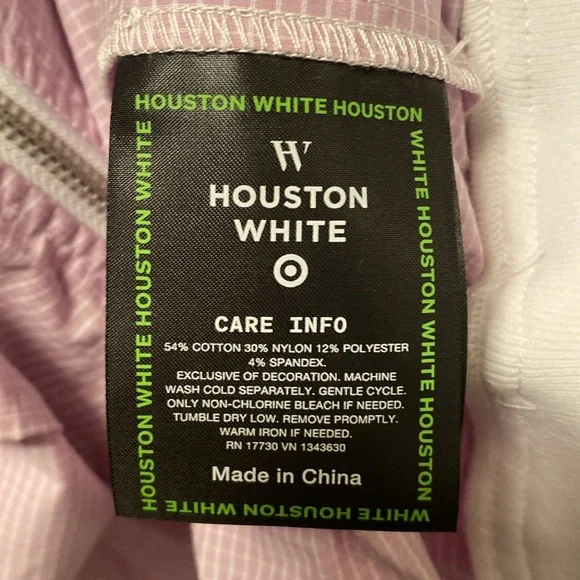 HOUSTON WHITE HOUSTON
WHITE HOUSTON WHITE HOUSTON
W
HOUSTON
WHITE
CARE INFO
54% COTTON 30% NYLON 12% POLYESTER
4% SPANDEX.
EXCLUSIVE OF DECORATION. MACHINE
WASH COLD SEPARATELY. GENTLE CYCLE.
ONLY NON-CHLORINE BLEACH IF NEEDED.
TUMBLE DRY LOW. REMOVE PROMPTLY.
WARM IRON IF NEEDED.
RN 17730 VN 1343630
Made in China
HOUSTON WHITE HOUSTON WHITE
WHITE HOUSTON WHITE